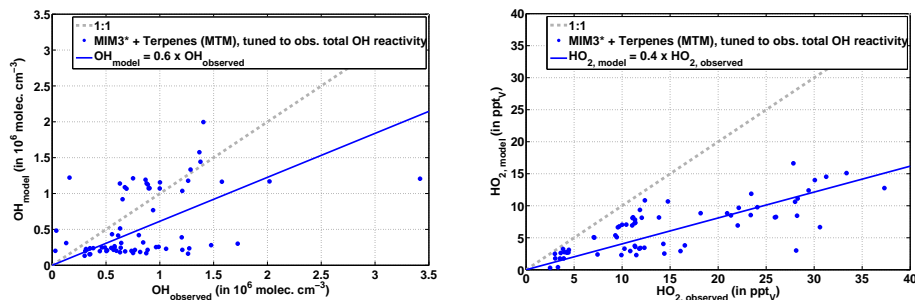 1:1
MIM3* + Terpenes (MTM), tuned to obs. total OH reactivity
OH_model = 0.6 x OH_observed
3.5
3
2.5
2
1.5
1
0.5
0
OH_model (in 10^6 molec. cm^−3)
0 0.5 1 1.5 2 2.5 3 3.5
OH_observed (in 10^6 molec. cm^−3)
1:1
MIM3* + Terpenes (MTM), tuned to obs. total OH reactivity
HO_2, model = 0.4 x HO_2, observed
40
35
30
25
20
15
10
5
0
HO_2, model (in ppt_V)
0 5 10 15 20 25 30 35 40
HO_2, observed (in ppt_V)